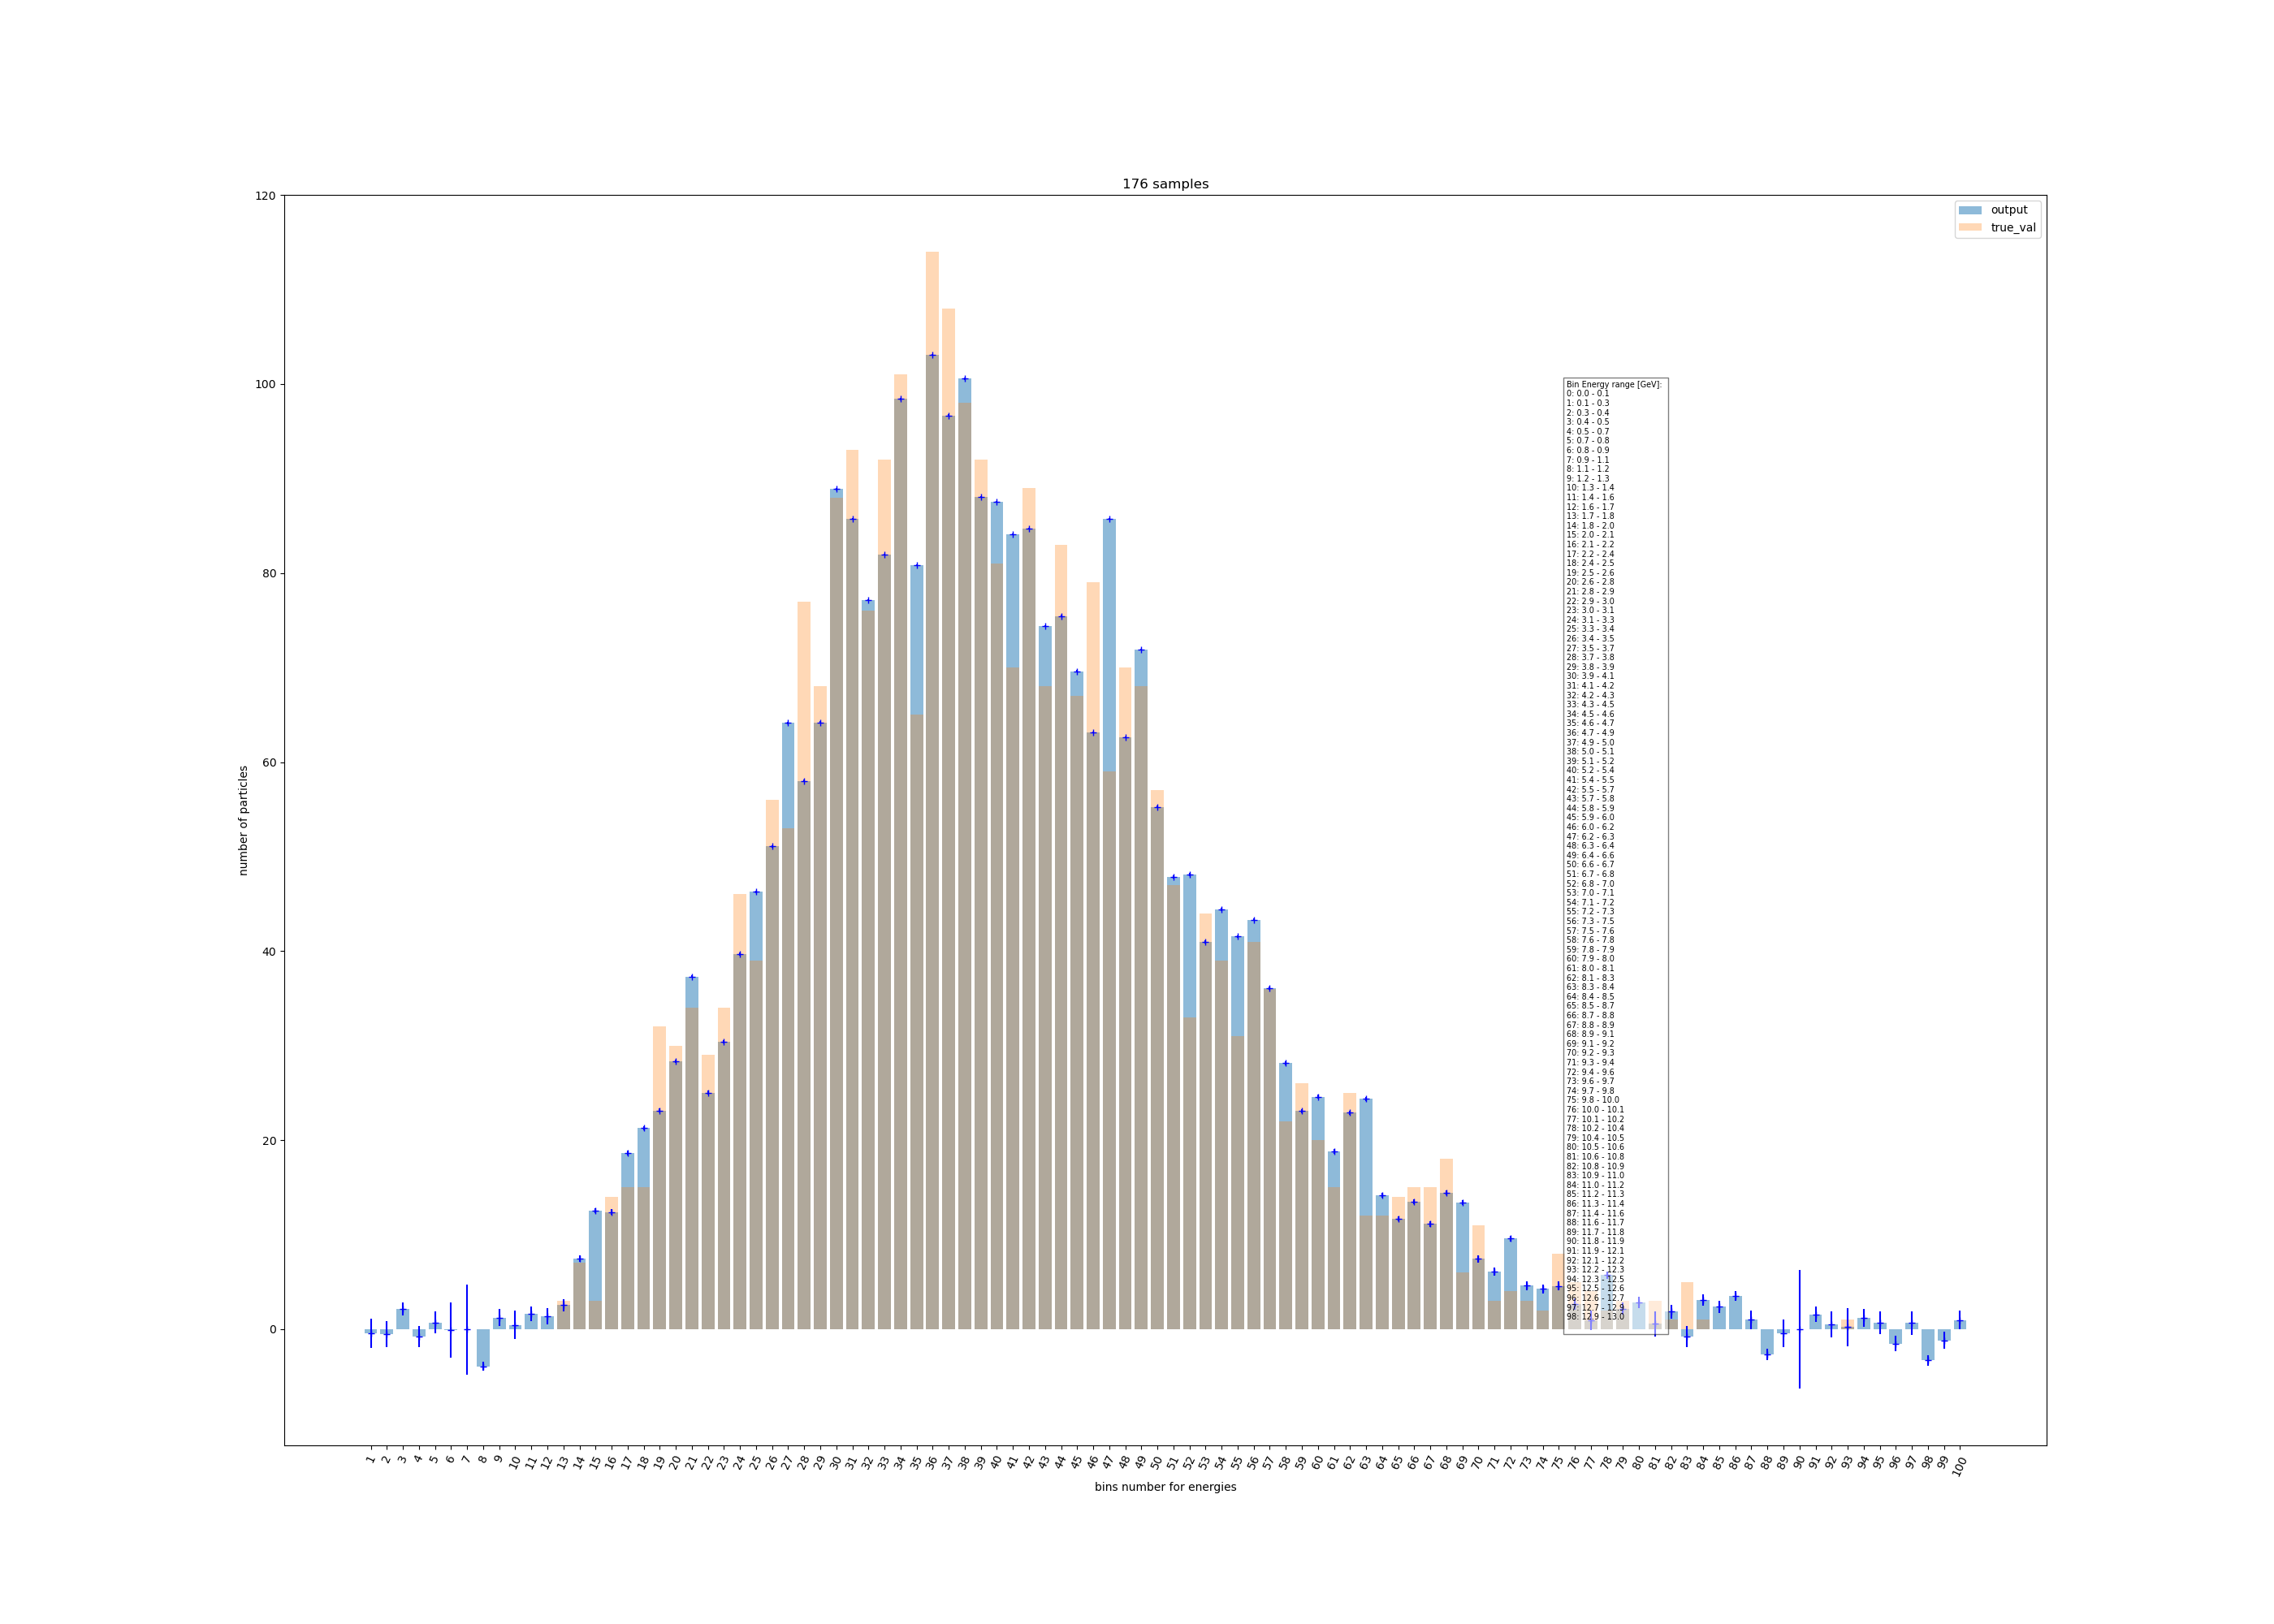 176 samples
output
true_val
120
100
80
60
40
20
0
number of particles
Bin Energy range [GeV]:
0: 0.0 - 0.1
1: 0.1 - 0.3
2: 0.3 - 0.4
3: 0.4 - 0.5
4: 0.5 - 0.7
5: 0.7 - 0.8
6: 0.8 - 0.9
7: 0.9 - 1.1
8: 1.1 - 1.2
9: 1.2 - 1.3
10: 1.3 - 1.4
11: 1.4 - 1.6
12: 1.6 - 1.7
13: 1.7 - 1.8
14: 1.8 - 2.0
15: 2.0 - 2.1
16: 2.1 - 2.2
17: 2.2 - 2.4
18: 2.4 - 2.5
19: 2.5 - 2.6
20: 2.6 - 2.8
21: 2.8 - 2.9
22: 2.9 - 3.0
23: 3.0 - 3.1
24: 3.1 - 3.3
25: 3.3 - 3.4
26: 3.4 - 3.5
27: 3.5 - 3.7
28: 3.7 - 3.8
29: 3.8 - 3.9
30: 3.9 - 4.1
31: 4.1 - 4.2
32: 4.2 - 4.3
33: 4.3 - 4.5
34: 4.5 - 4.6
35: 4.6 - 4.7
36: 4.7 - 4.9
37: 4.9 - 5.0
38: 5.0 - 5.1
39: 5.1 - 5.2
40: 5.2 - 5.4
41: 5.4 - 5.5
42: 5.5 - 5.7
43: 5.7 - 5.8
44: 5.8 - 5.9
45: 5.9 - 6.0
46: 6.0 - 6.2
47: 6.2 - 6.3
48: 6.3 - 6.4
49: 6.4 - 6.6
50: 6.6 - 6.7
51: 6.7 - 6.8
52: 6.8 - 7.0
53: 7.0 - 7.1
54: 7.1 - 7.2
55: 7.2 - 7.3
56: 7.3 - 7.5
57: 7.5 - 7.6
58: 7.6 - 7.8
59: 7.8 - 7.9
60: 7.9 - 8.0
61: 8.0 - 8.1
62: 8.1 - 8.3
63: 8.3 - 8.4
64: 8.4 - 8.5
65: 8.5 - 8.7
66: 8.7 - 8.8
67: 8.8 - 8.9
68: 8.9 - 9.1
69: 9.1 - 9.2
70: 9.2 - 9.3
71: 9.3 - 9.4
72: 9.4 - 9.6
73: 9.6 - 9.7
74: 9.7 - 9.8
75: 9.8 - 10.0
76: 10.0 - 10.1
77: 10.1 - 10.2
78: 10.2 - 10.4
79: 10.4 - 10.5
80: 10.5 - 10.6
81: 10.6 - 10.8
82: 10.8 - 10.9
83: 10.9 - 11.0
84: 11.0 - 11.2
85: 11.2 - 11.3
86: 11.3 - 11.4
87: 11.4 - 11.6
88: 11.6 - 11.7
89: 11.7 - 11.8
90: 11.8 - 11.9
91: 11.9 - 12.1
92: 12.1 - 12.2
93: 12.2 - 12.3
94: 12.3 - 12.5
95: 12.5 - 12.6
96: 12.6 - 12.7
97: 12.7 - 12.9
98: 12.9 - 13.0
1 2 3 4 5 6 7 8 9 10 11 12 13 14 15 16 17 18 19 20 21 22 23 24 25 26 27 28 29 30 31 32 33 34 35 36 37 38 39 40 41 42 43 44 45 46 47 48 49 50 51 52 53 54 55 56 57 58 59 60 61 62 63 64 65 66 67 68 69 70 71 72 73 74 75 76 77 78 79 80 81 82 83 84 85 86 87 88 89 90 91 92 93 94 95 96 97 98 99 100
bins number for energies